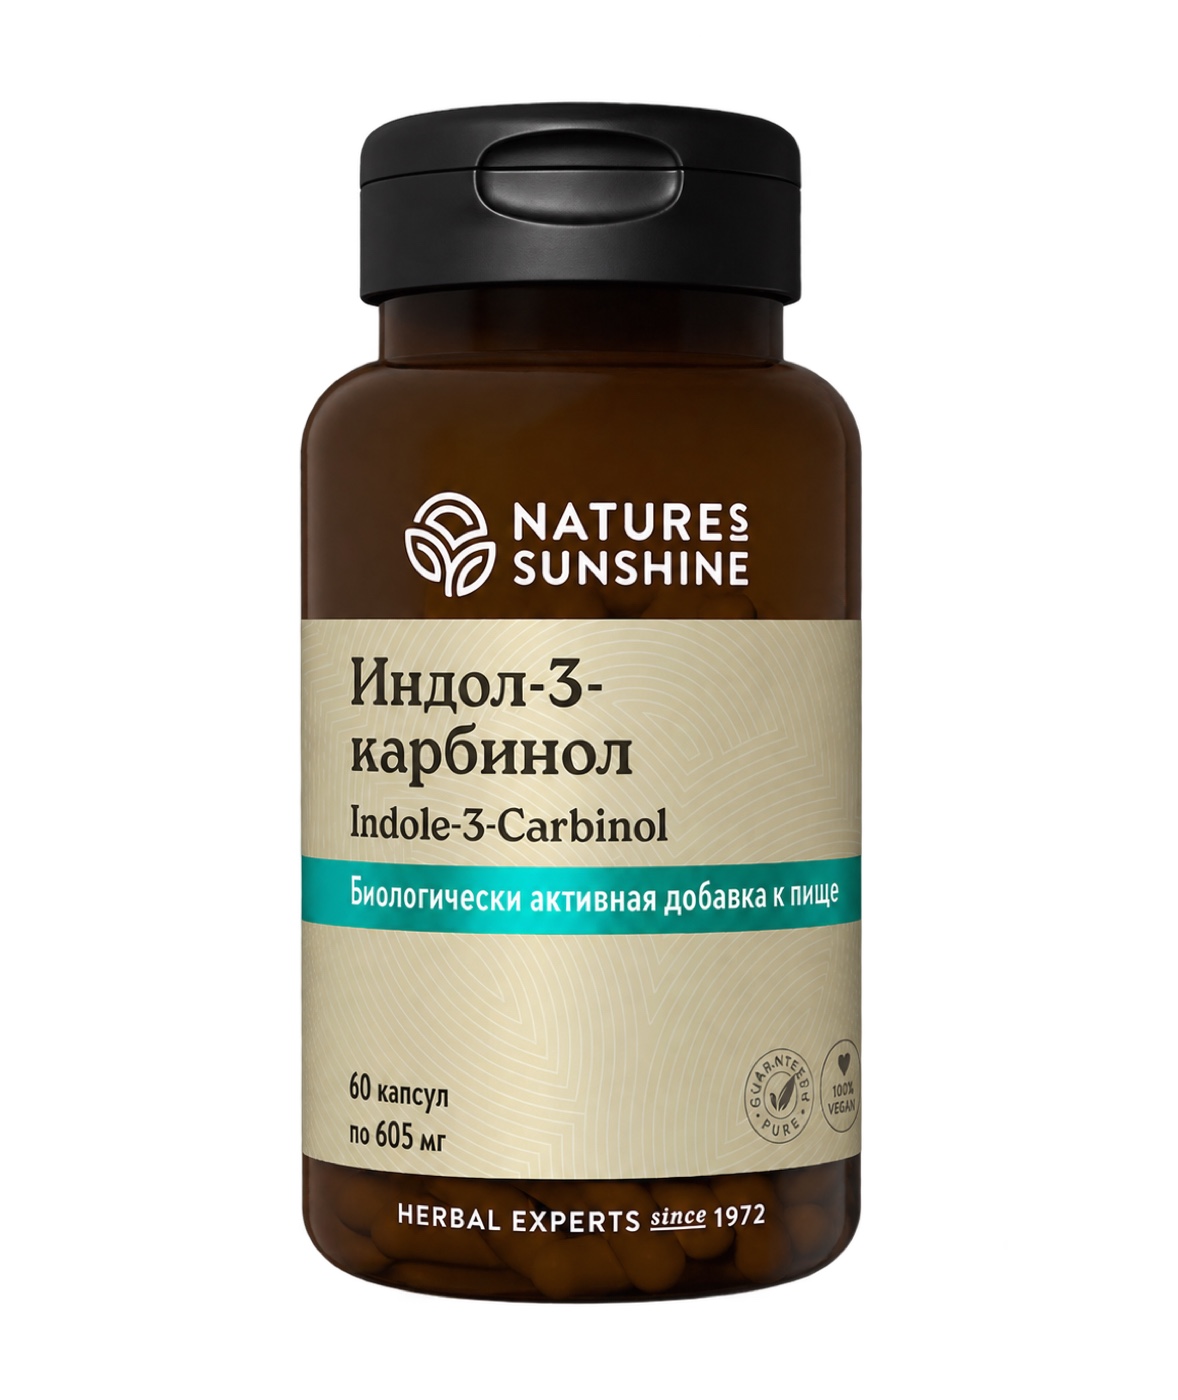 NATURES
SUNSHINE
Индол-3-
карбинол
Indole-3-Carbinol
Биологически активная добавка к пище
60 капсул
по 605 мг
GUARANTEED
PURE
100%
VEGAN
HERBAL EXPERTS since 1972